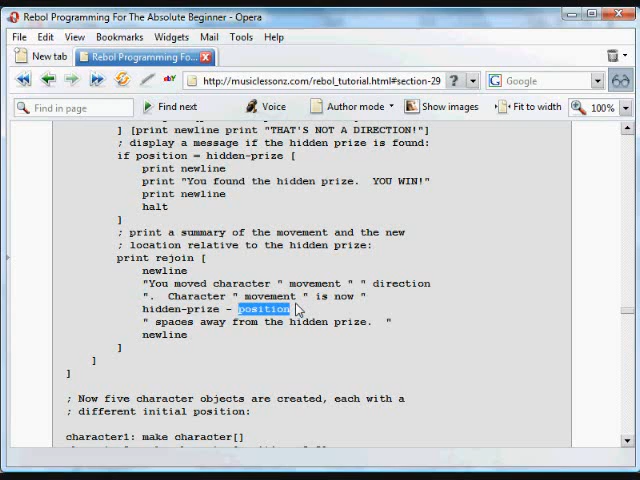 Rebol Programming For The Absolute Beginner - Opera
File Edit View Bookmarks Widgets Mail Tools Help
New tab Rebol Programming Fo...
http://musiclessonz.com/rebol_tutorial.html#section-29 ? Google
Find in page Find next Voice Author mode Show images Fit to width 100%
] [print newline print "THAT'S NOT A DIRECTION!"]
; display a message if the hidden prize is found:
if position = hidden-prize [
print newline
print "You found the hidden prize.  YOU WIN!"
print newline
halt
]
; print a summary of the movement and the new
; location relative to the hidden prize:
print rejoin [
newline
"You moved character " movement " " direction
".  Character " movement " is now "
hidden-prize - position
" spaces away from the hidden prize.  "
newline
]
]
]
; Now five character objects are created, each with a
; different initial position:
character1: make character[]